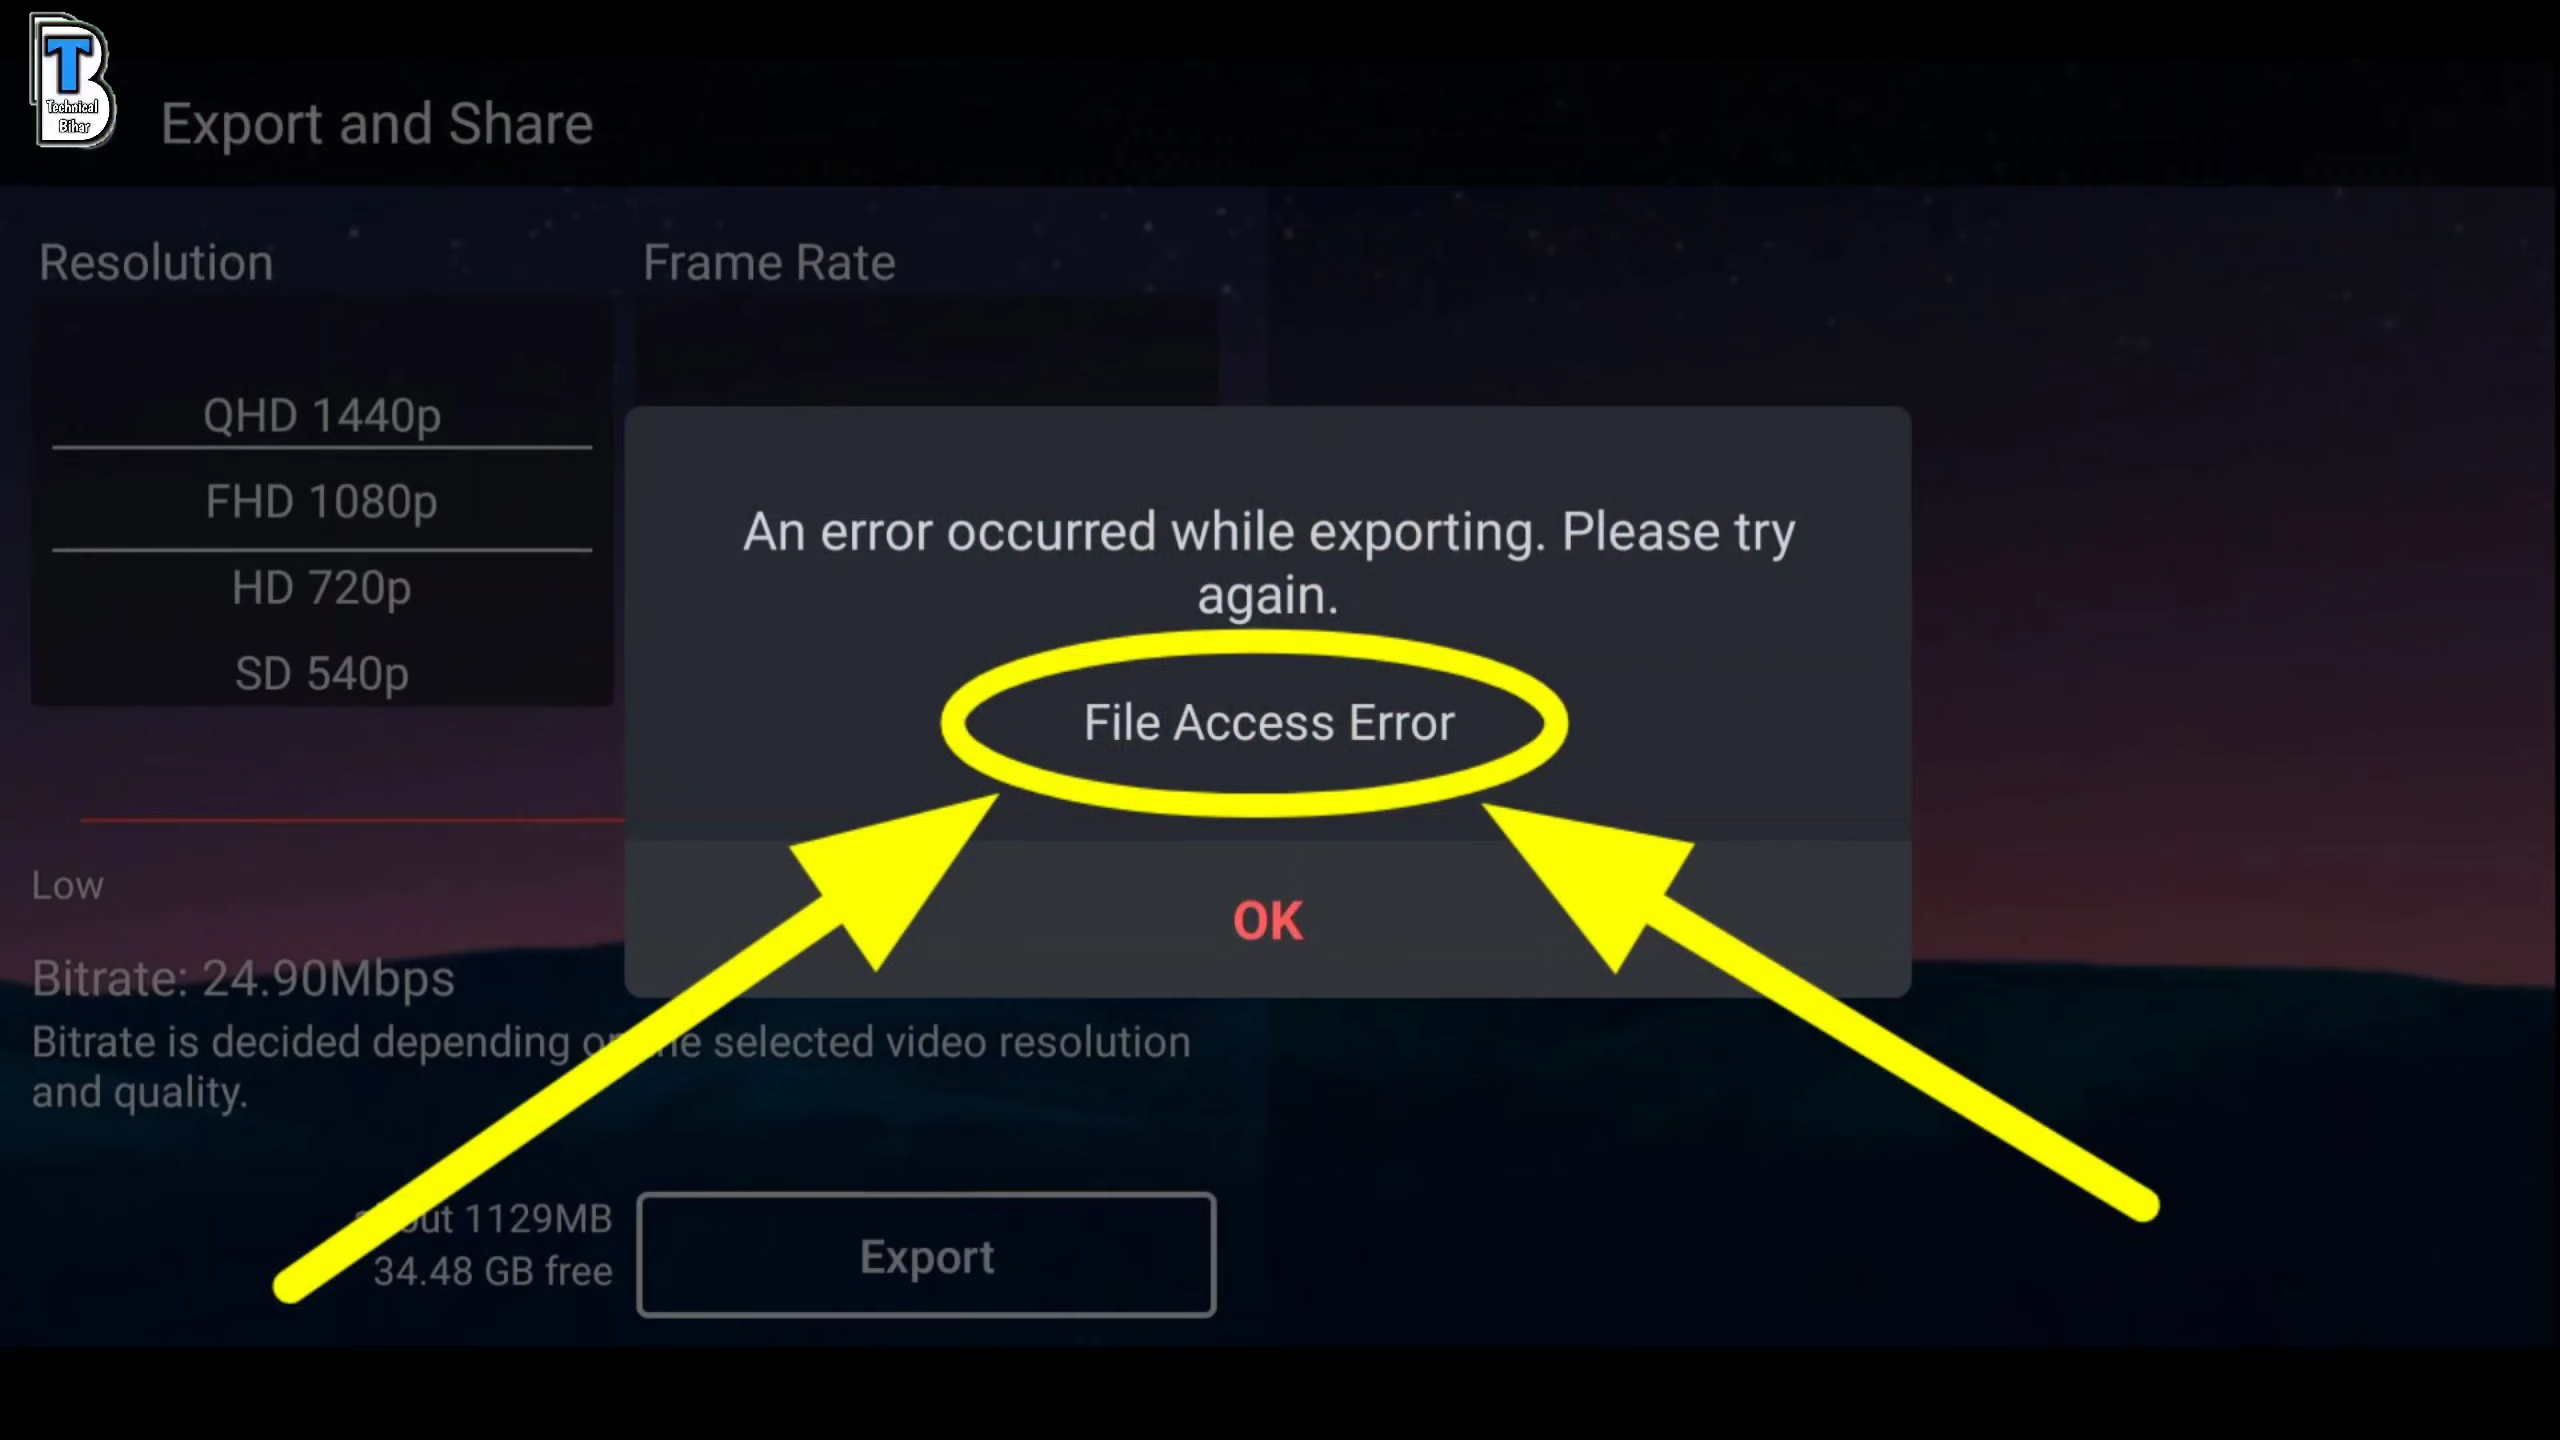 T
B
Technical
Bihar
Export and Share
Resolution
Frame Rate
QHD 1440p
FHD 1080p
HD 720p
SD 540p
An error occurred while exporting. Please try
again.
File Access Error
OK
Low
Bitrate: 24.90Mbps
Bitrate is decided depending selected video resolution
and quality.
1129MB
34.48 GB free
Export